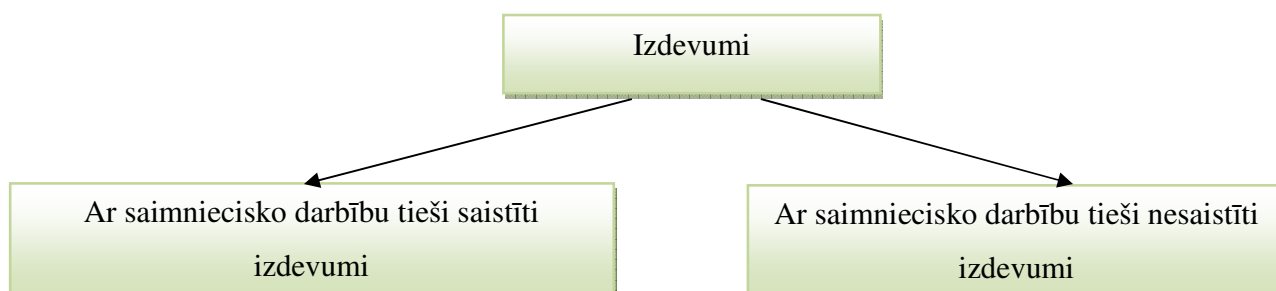 Izdevumi
Ar saimniecisko darbību tieši saistīti
izdevumi
Ar saimniecisko darbību tieši nesaistīti
izdevumi